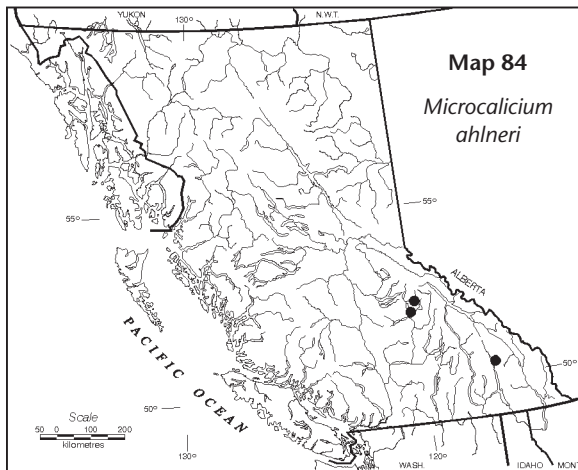 YUKON
130°
N.W.T.
Map 84
Microcalicium
ahlneri
55°
55°
ALBERTA
PACIFIC OCEAN
50°
Scale
50 0 100 200
kilometres
50°
130°
120°
WASH.
IDAHO
MONT